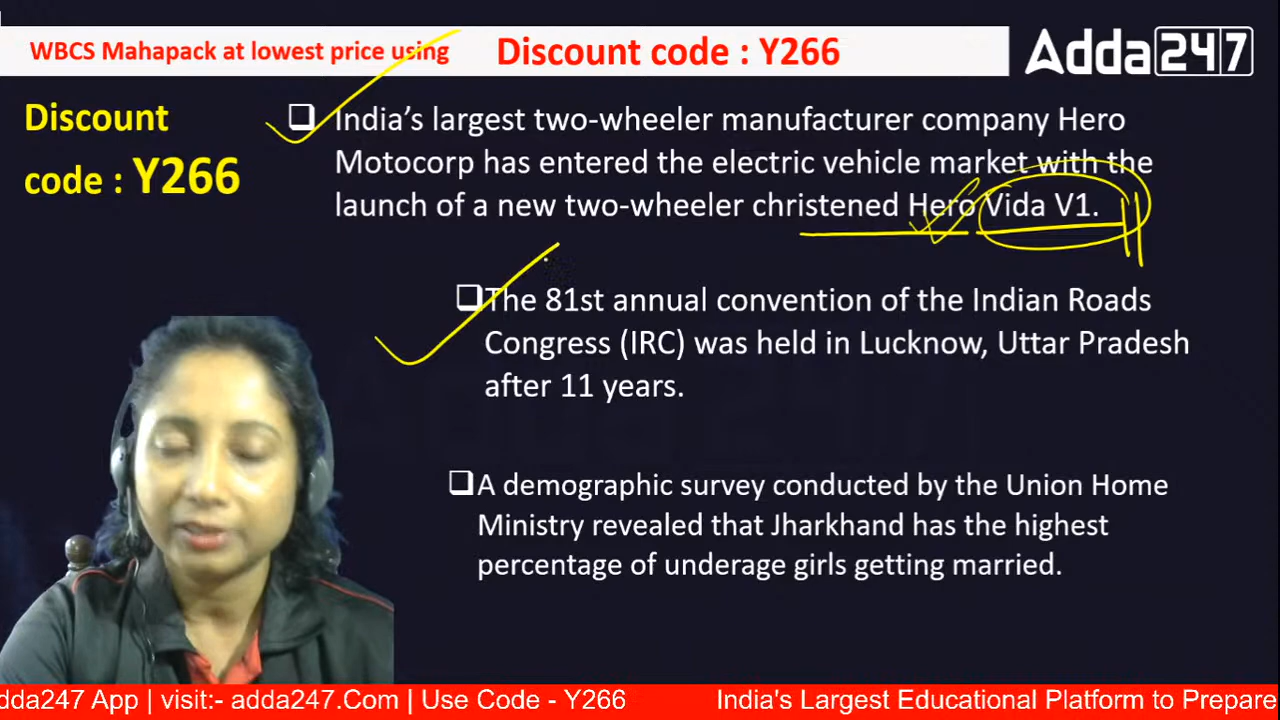 WBCS Mahapack at lowest price using
Discount code : Y266
Adda247
Discount
code : Y266
India's largest two-wheeler manufacturer company Hero
Motocorp has entered the electric vehicle market with the
launch of a new two-wheeler christened Hero Vida V1.
The 81st annual convention of the Indian Roads
Congress (IRC) was held in Lucknow, Uttar Pradesh
after 11 years.
A demographic survey conducted by the Union Home
Ministry revealed that Jharkhand has the highest
percentage of underage girls getting married.
dda247 App | visit:- adda247.Com | Use Code - Y266 India's Largest Educational Platform to Prepare